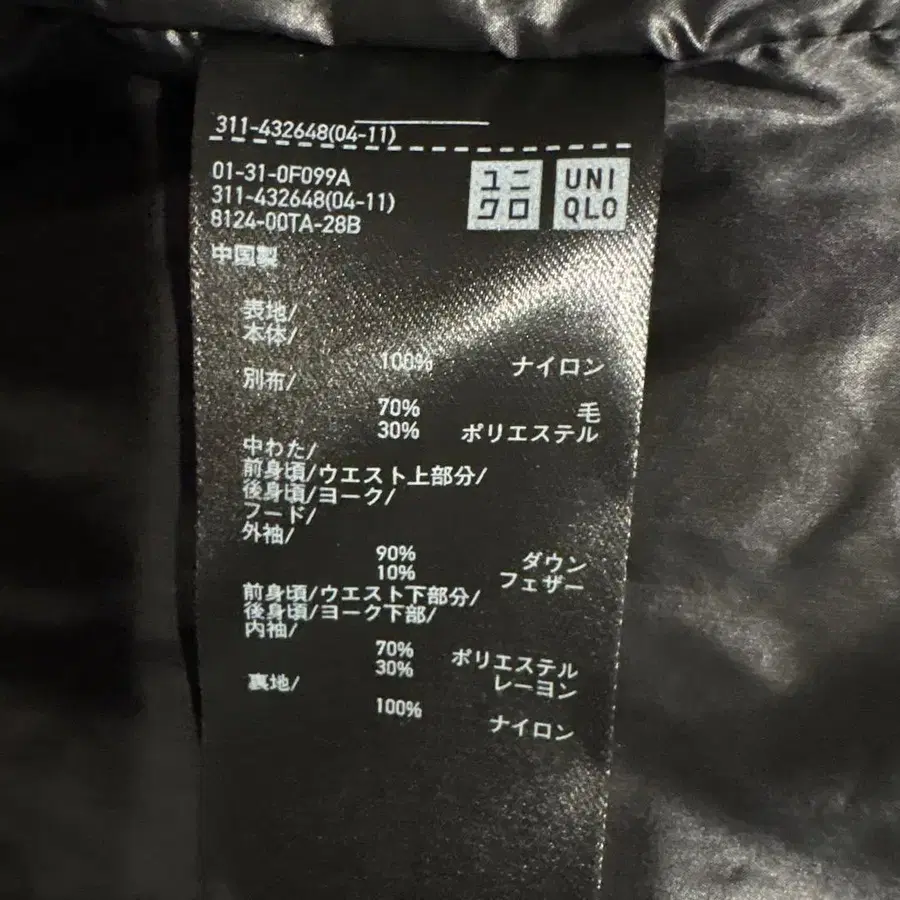 311-432648(04-11)
01-31-0F099A
311-432648(04-11)
8124-00TA-28B
ユニ
クロ
UNI
QLO
中国製
表地/
本体/
100% ナイロン
別布/
70% 毛
30% ポリエステル
中わた/
前身頃/ウエスト上部分/
後身頃/ヨーク/
フード/
外袖/
90% ダウン
10% フェザー
前身頃/ウエスト下部分/
後身頃/ヨーク下部/
内袖/
70% ポリエステル
30% レーヨン
裏地/
100% ナイロン